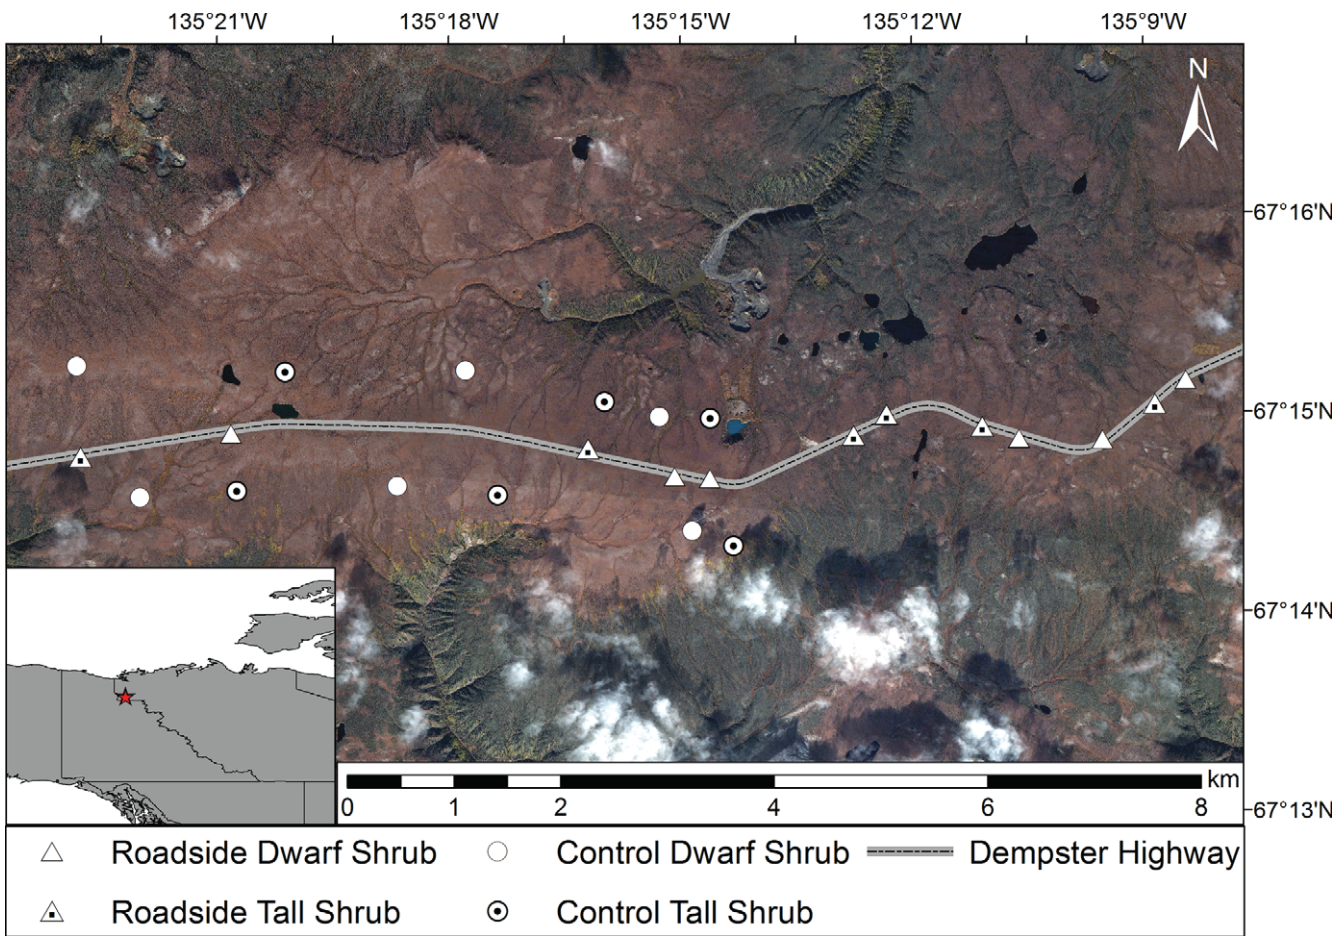 135°21'W 135°18'W 135°15'W 135°12'W 135°9'W
N
67°16'N
67°15'N
67°14'N
67°13'N
km
0 1 2 4 6 8
Roadside Dwarf Shrub Control Dwarf Shrub Dempster Highway
Roadside Tall Shrub Control Tall Shrub